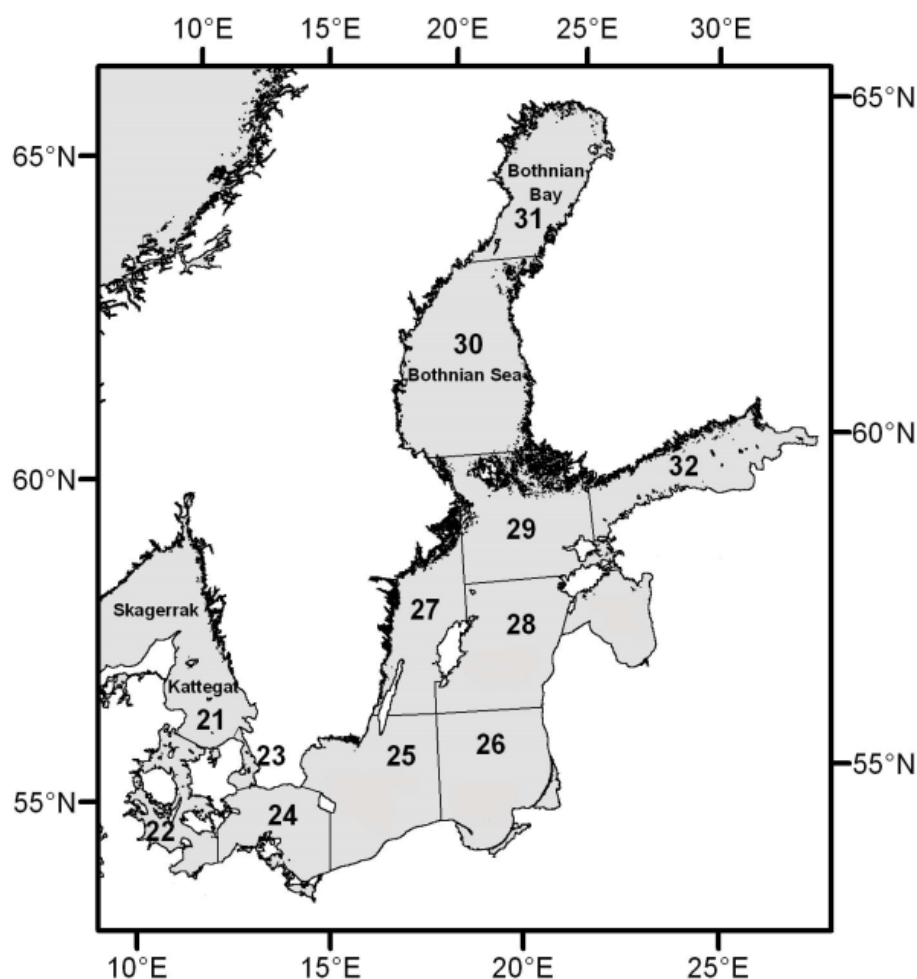 10°E 15°E 20°E 25°E 30°E
65°N
65°N
Bothnian
Bay
31
30
Bothnian Sea
60°N
32
60°N
29
Skagerrak
27
28
Kattegat
21
23
25
26
55°N
55°N
24
22
10°E 15°E 20°E 25°E